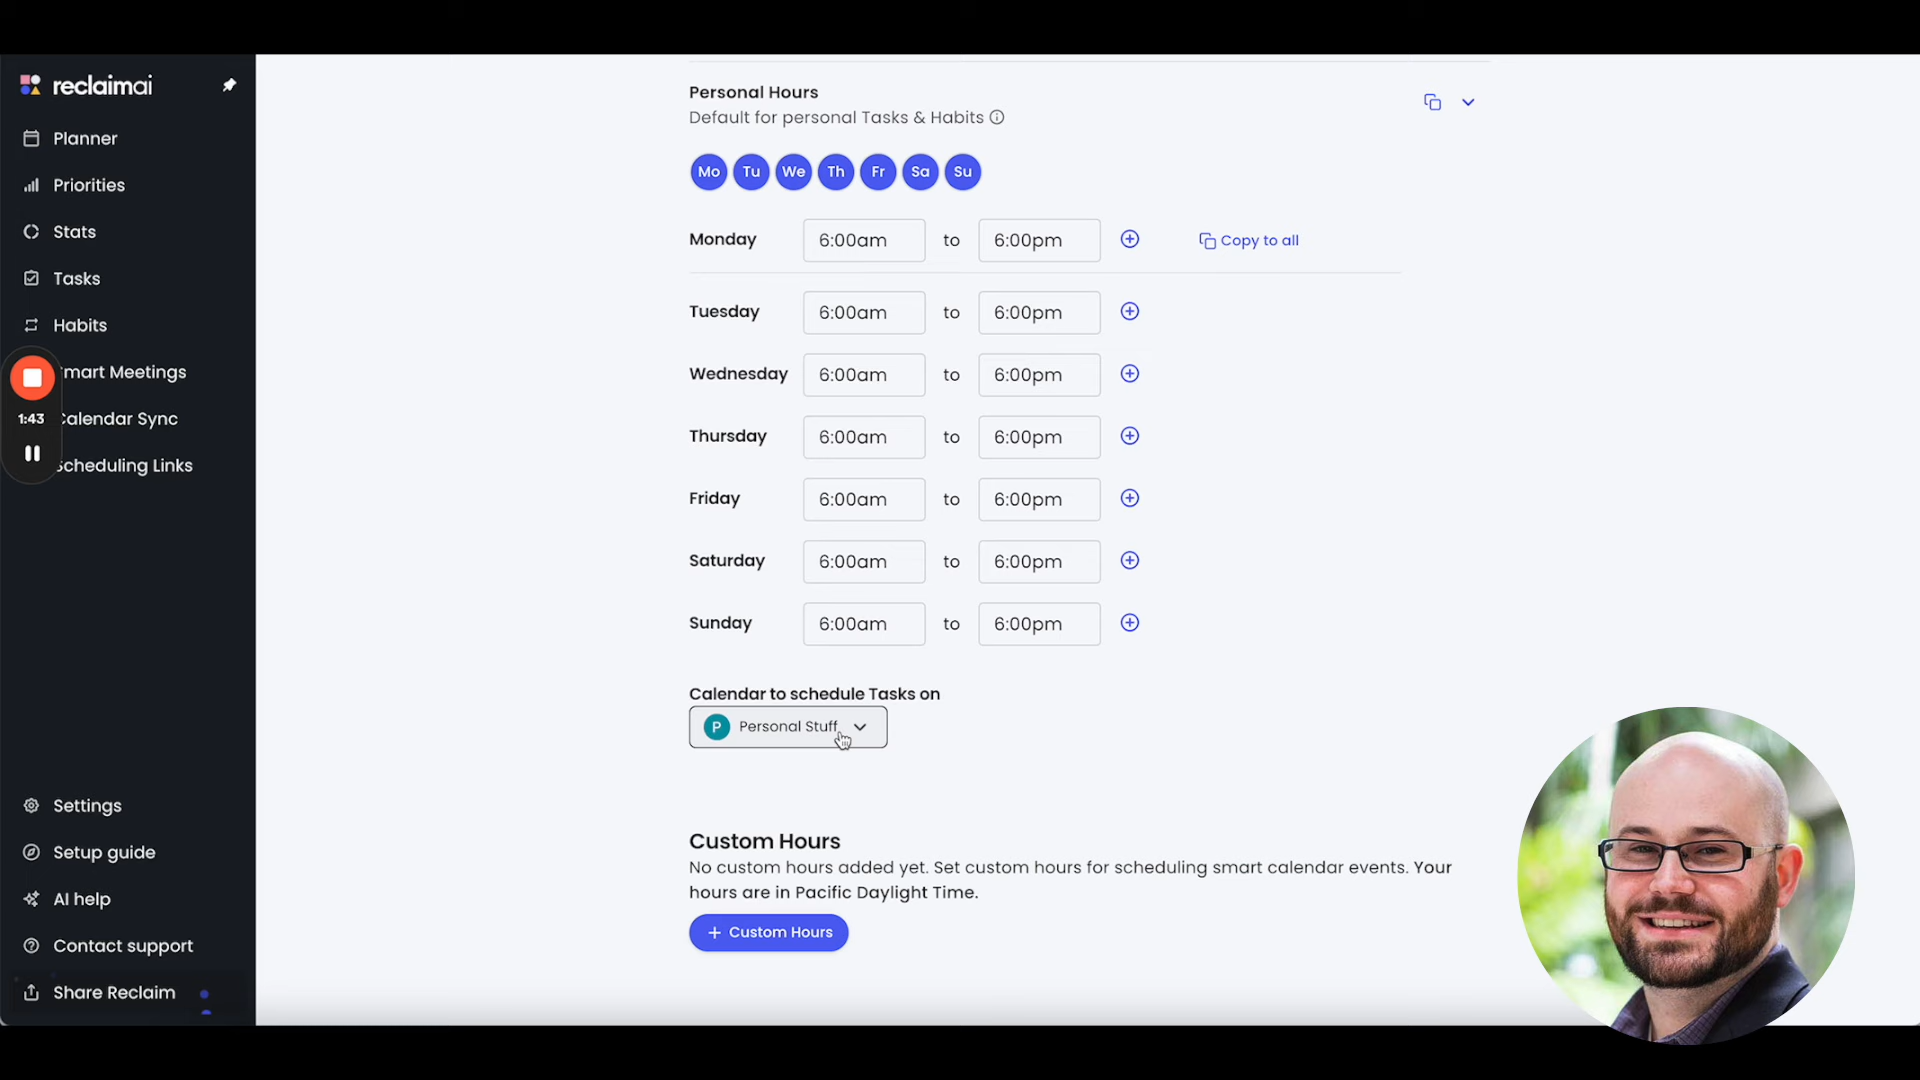 reclaimai
Planner
Priorities
Stats
Tasks
Habits
mart Meetings
Calendar Sync
Scheduling Links
1:43
Settings
Setup guide
AI help
Contact support
Share Reclaim
Personal Hours
Default for personal Tasks & Habits
Mo Tu We Th Fr Sa Su
Monday 6:00am to 6:00pm Copy to all
Tuesday 6:00am to 6:00pm
Wednesday 6:00am to 6:00pm
Thursday 6:00am to 6:00pm
Friday 6:00am to 6:00pm
Saturday 6:00am to 6:00pm
Sunday 6:00am to 6:00pm
Calendar to schedule Tasks on
P Personal Stuff
Custom Hours
No custom hours added yet. Set custom hours for scheduling smart calendar events. Your
hours are in Pacific Daylight Time.
+ Custom Hours